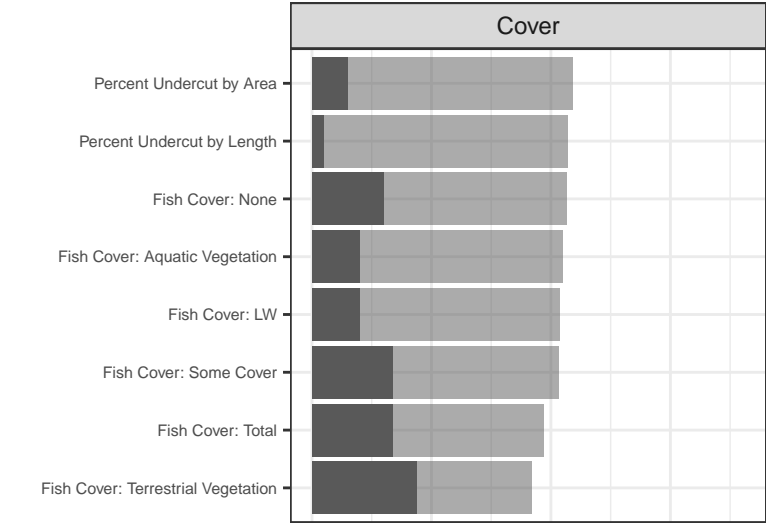 Cover
Percent Undercut by Area
Percent Undercut by Length
Fish Cover: None
Fish Cover: Aquatic Vegetation
Fish Cover: LW
Fish Cover: Some Cover
Fish Cover: Total
Fish Cover: Terrestrial Vegetation